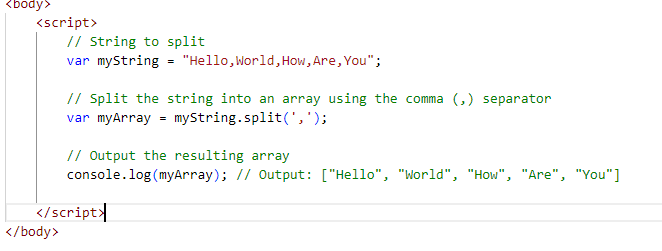 <body>
<script>
// String to split
var myString = "Hello,World,How,Are,You";
// Split the string into an array using the comma (,) separator
var myArray = myString.split(',');
// Output the resulting array
console.log(myArray); // Output: ["Hello", "World", "How", "Are", "You"]
</script>
</body>